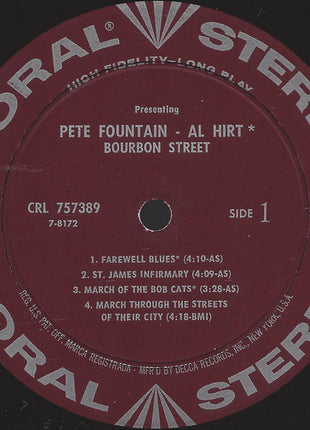 ORAL STER
®
HIGH FIDELITY—LONG PLAY
Presenting
PETE FOUNTAIN - AL HIRT *
BOURBON STREET
CRL 757389
7-8172
SIDE 1
1. FAREWELL BLUES* (4:10-AS)
2. ST. JAMES INFIRMARY (4:09-AS)
3. MARCH OF THE BOB CATS* (3:28-AS)
4. MARCH THROUGH THE STREETS
OF THEIR CITY (4:18-BMI)
REG. U.S. PAT. OFF. MARCA REGISTRADA • MFR'D BY DECCA RECORDS, INC., NEW YORK, U.S.A.
ORAL STER